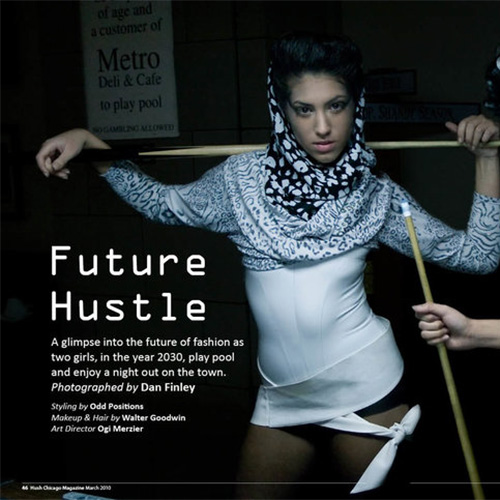 of age and
a customer of
Metro
Deli & Cafe
to play pool
NO GAMBLING ALLOWED!
Future
Hustle
A glimpse into the future of fashion as
two girls, in the year 2030, play pool
and enjoy a night out on the town.
Photographed by Dan Finley
Styling by Odd Positions
Makeup & Hair by Walter Goodwin
Art Director Ogi Merzier
46 Hush Chicago Magazine March 2010